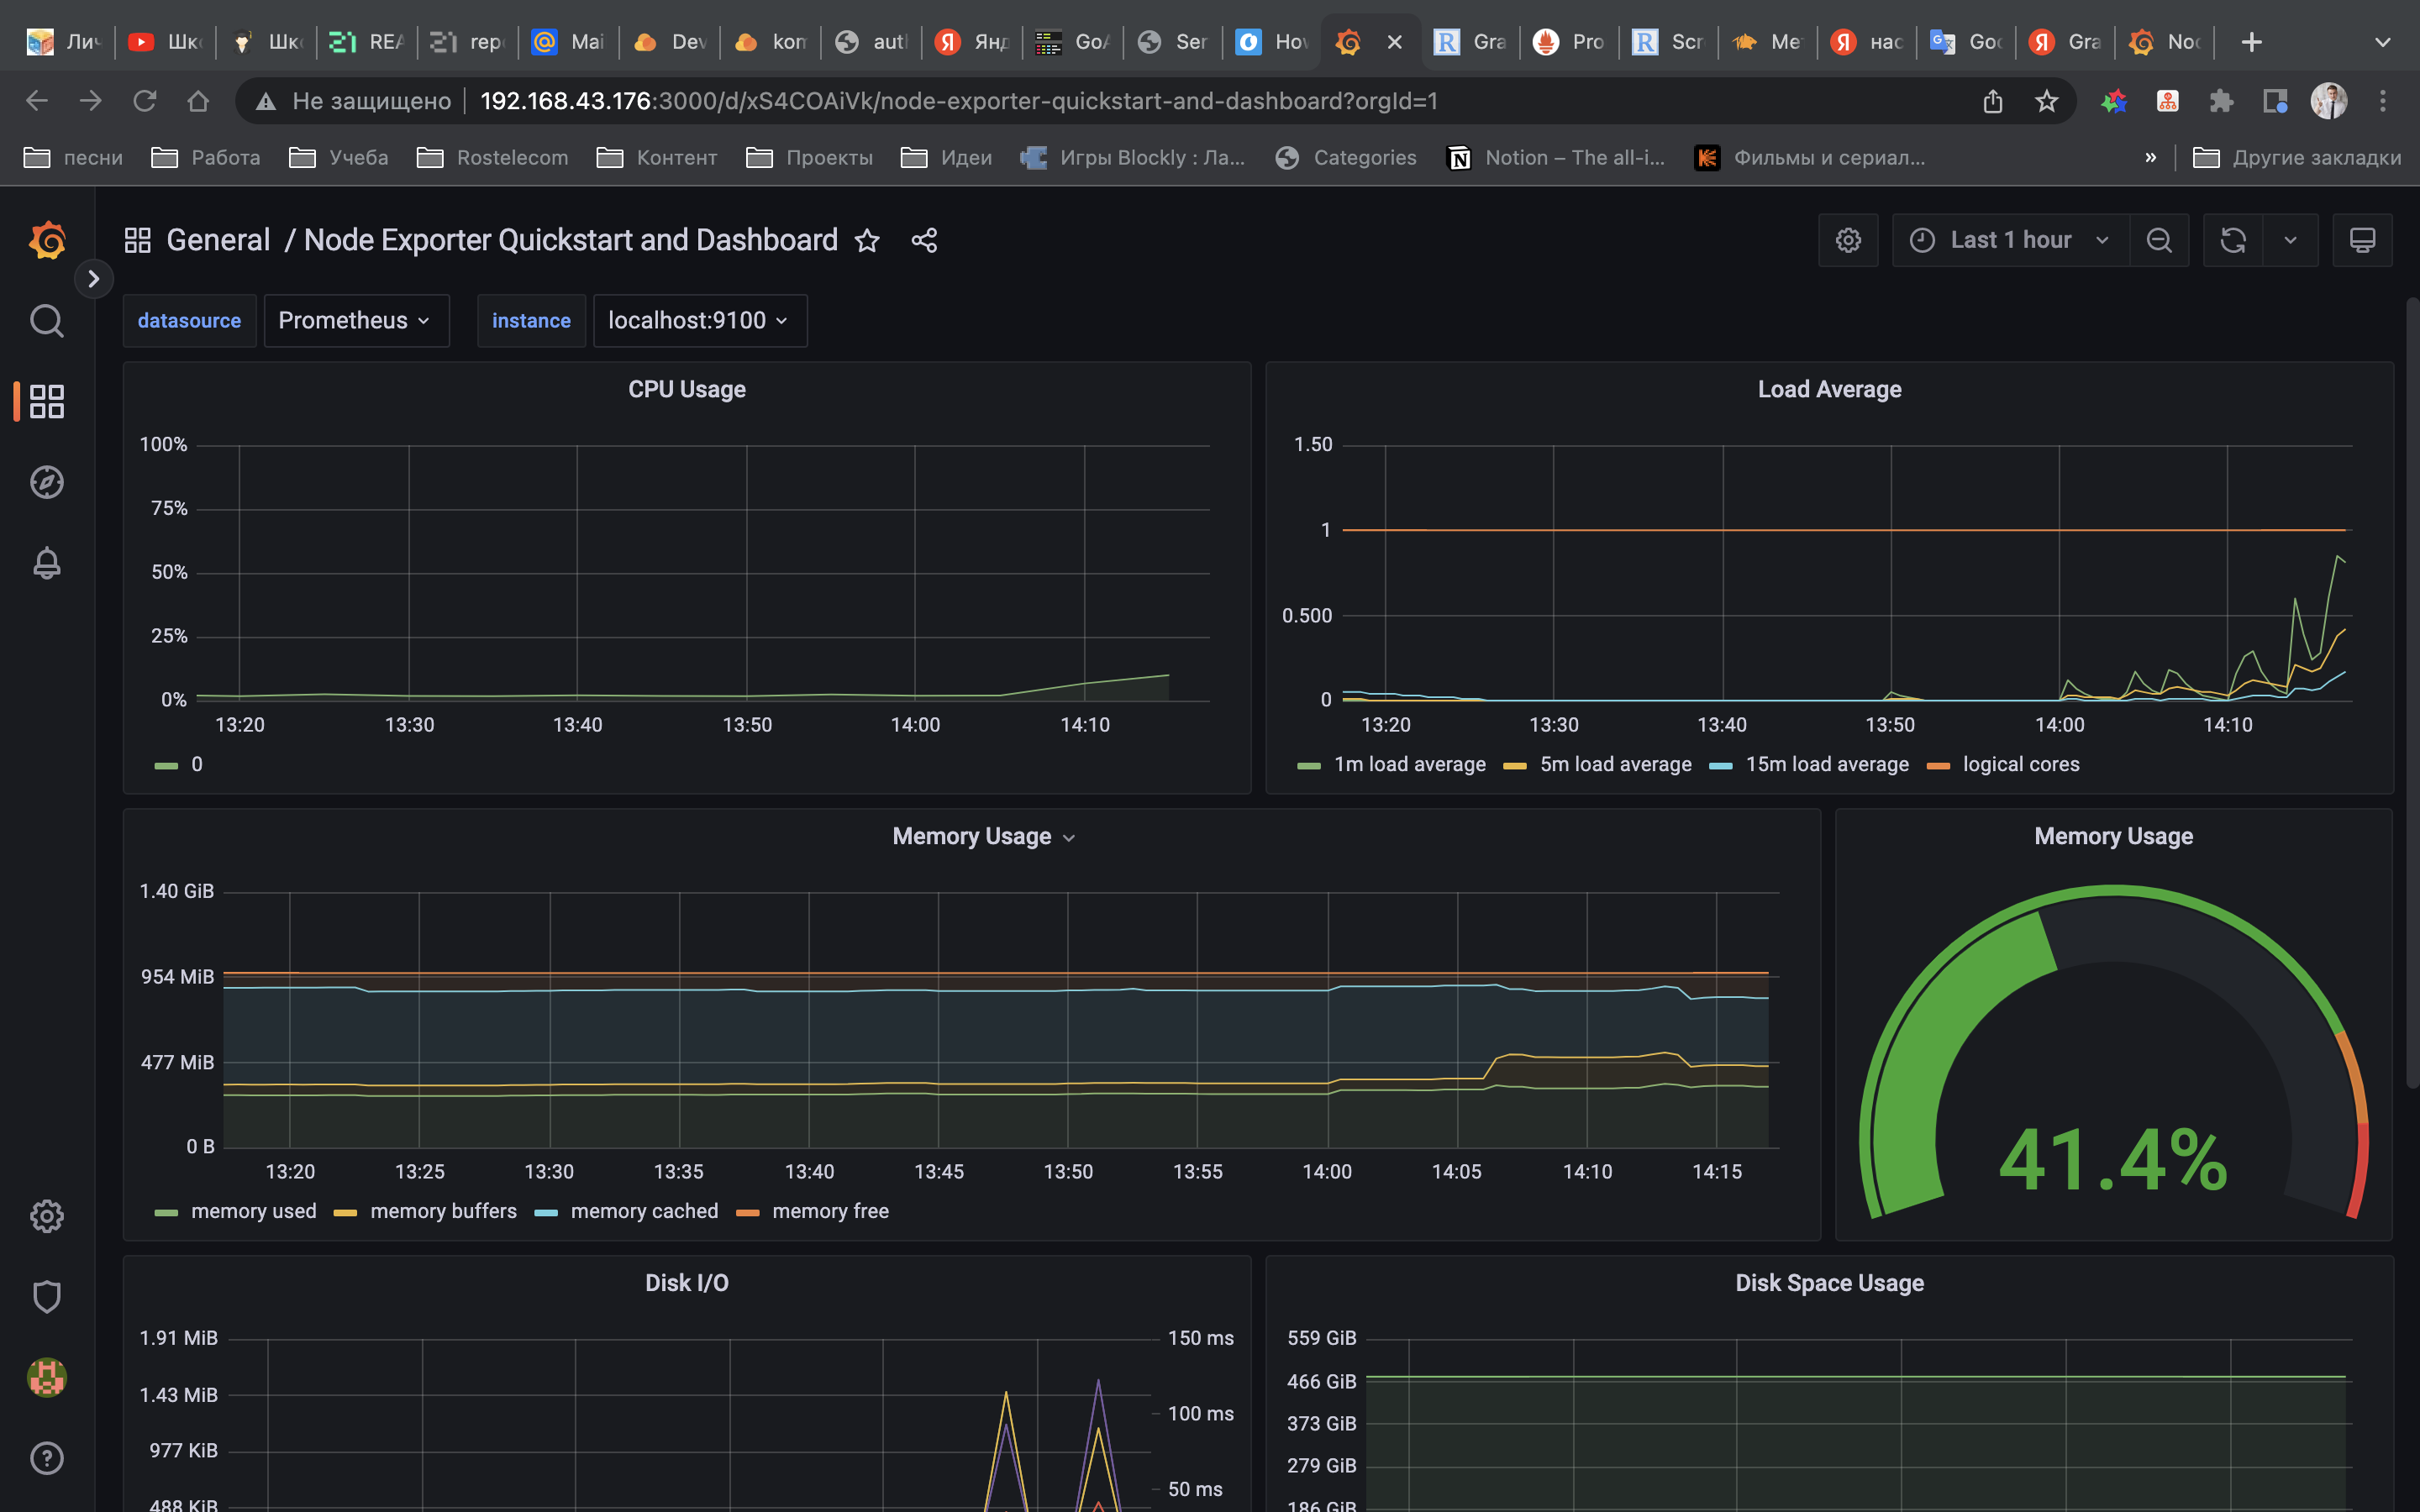 Лич Шко Шко REA rep Mai Dev kom aut Янд GoA Ser How Gra Pro Scr Me нас Goo Gra Nod
Не защищено 192.168.43.176:3000/d/xS4COAiVk/node-exporter-quickstart-and-dashboard?orgId=1
песни Работа Учеба Rostelecom Контент Проекты Идеи Игры Blockly : Ла... Categories Notion – The all-i... Фильмы и сериал... » Другие закладки
General / Node Exporter Quickstart and Dashboard Last 1 hour
datasource Prometheus instance localhost:9100
CPU Usage
100%
75%
50%
25%
0%
13:20 13:30 13:40 13:50 14:00 14:10
0
Load Average
1.50
1
0.500
0
13:20 13:30 13:40 13:50 14:00 14:10
1m load average 5m load average 15m load average logical cores
Memory Usage
1.40 GiB
954 MiB
477 MiB
0 B
13:20 13:25 13:30 13:35 13:40 13:45 13:50 13:55 14:00 14:05 14:10 14:15
memory used memory buffers memory cached memory free
Memory Usage
41.4%
Disk I/O
1.91 MiB
1.43 MiB
977 KiB
488 KiB
150 ms
100 ms
50 ms
Disk Space Usage
559 GiB
466 GiB
373 GiB
279 GiB
186 GiB